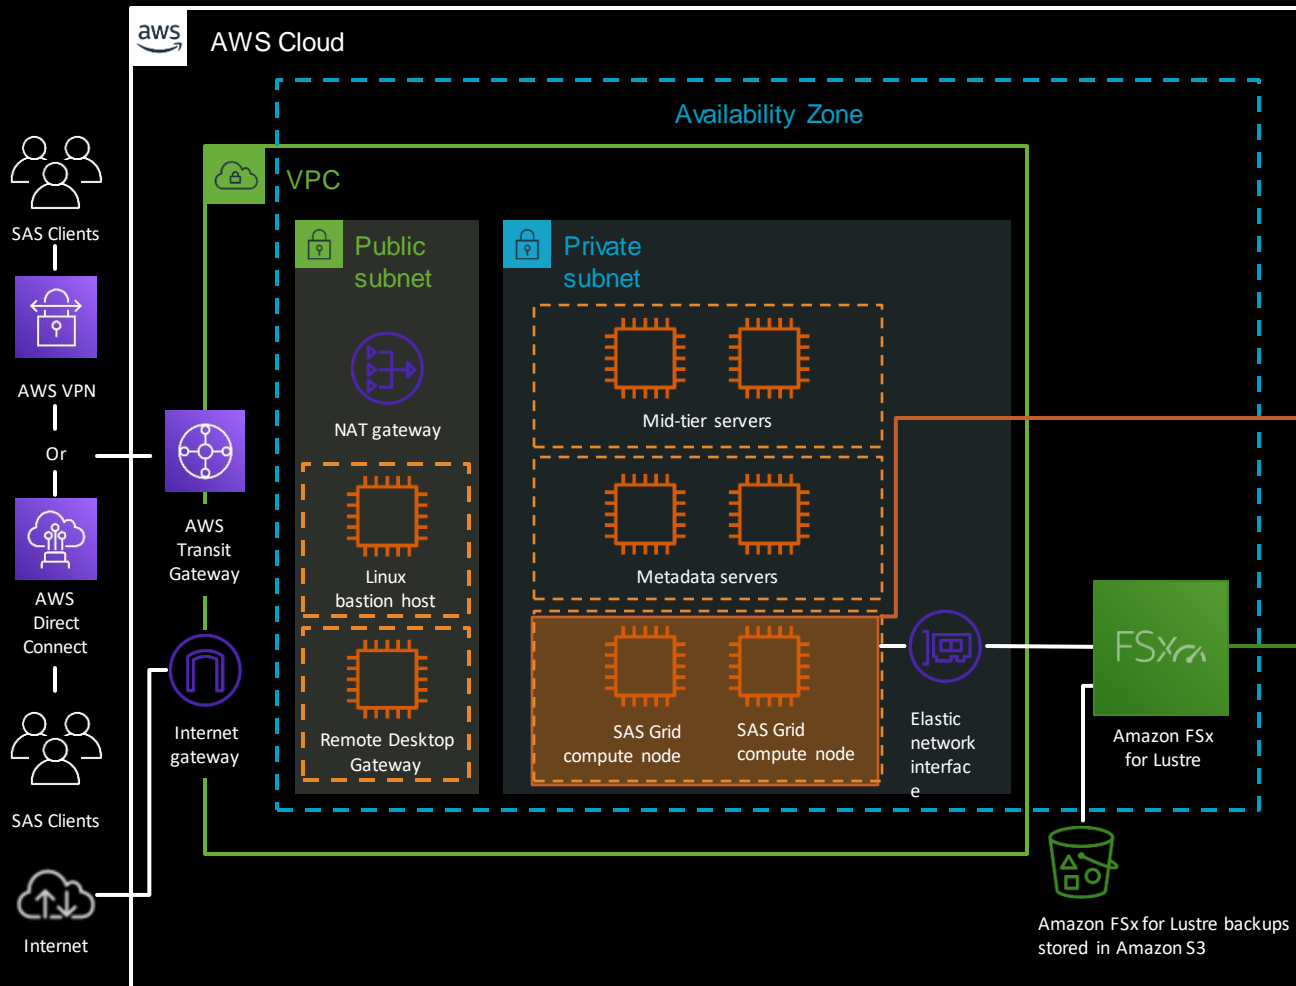 aws
AWS Cloud
Availability Zone
VPC
SAS Clients
Public
subnet
Private
subnet
AWS VPN
NAT gateway
Mid-tier servers
Or
AWS
Transit
Gateway
Linux
bastion host
Metadata servers
AWS
Direct
Connect
FSx
Internet
gateway
Remote Desktop
Gateway
SAS Grid
compute node
SAS Grid
compute node
Elastic
network
interfac
e
Amazon FSx
for Lustre
SAS Clients
Internet
Amazon FSx for Lustre backups
stored in Amazon S3